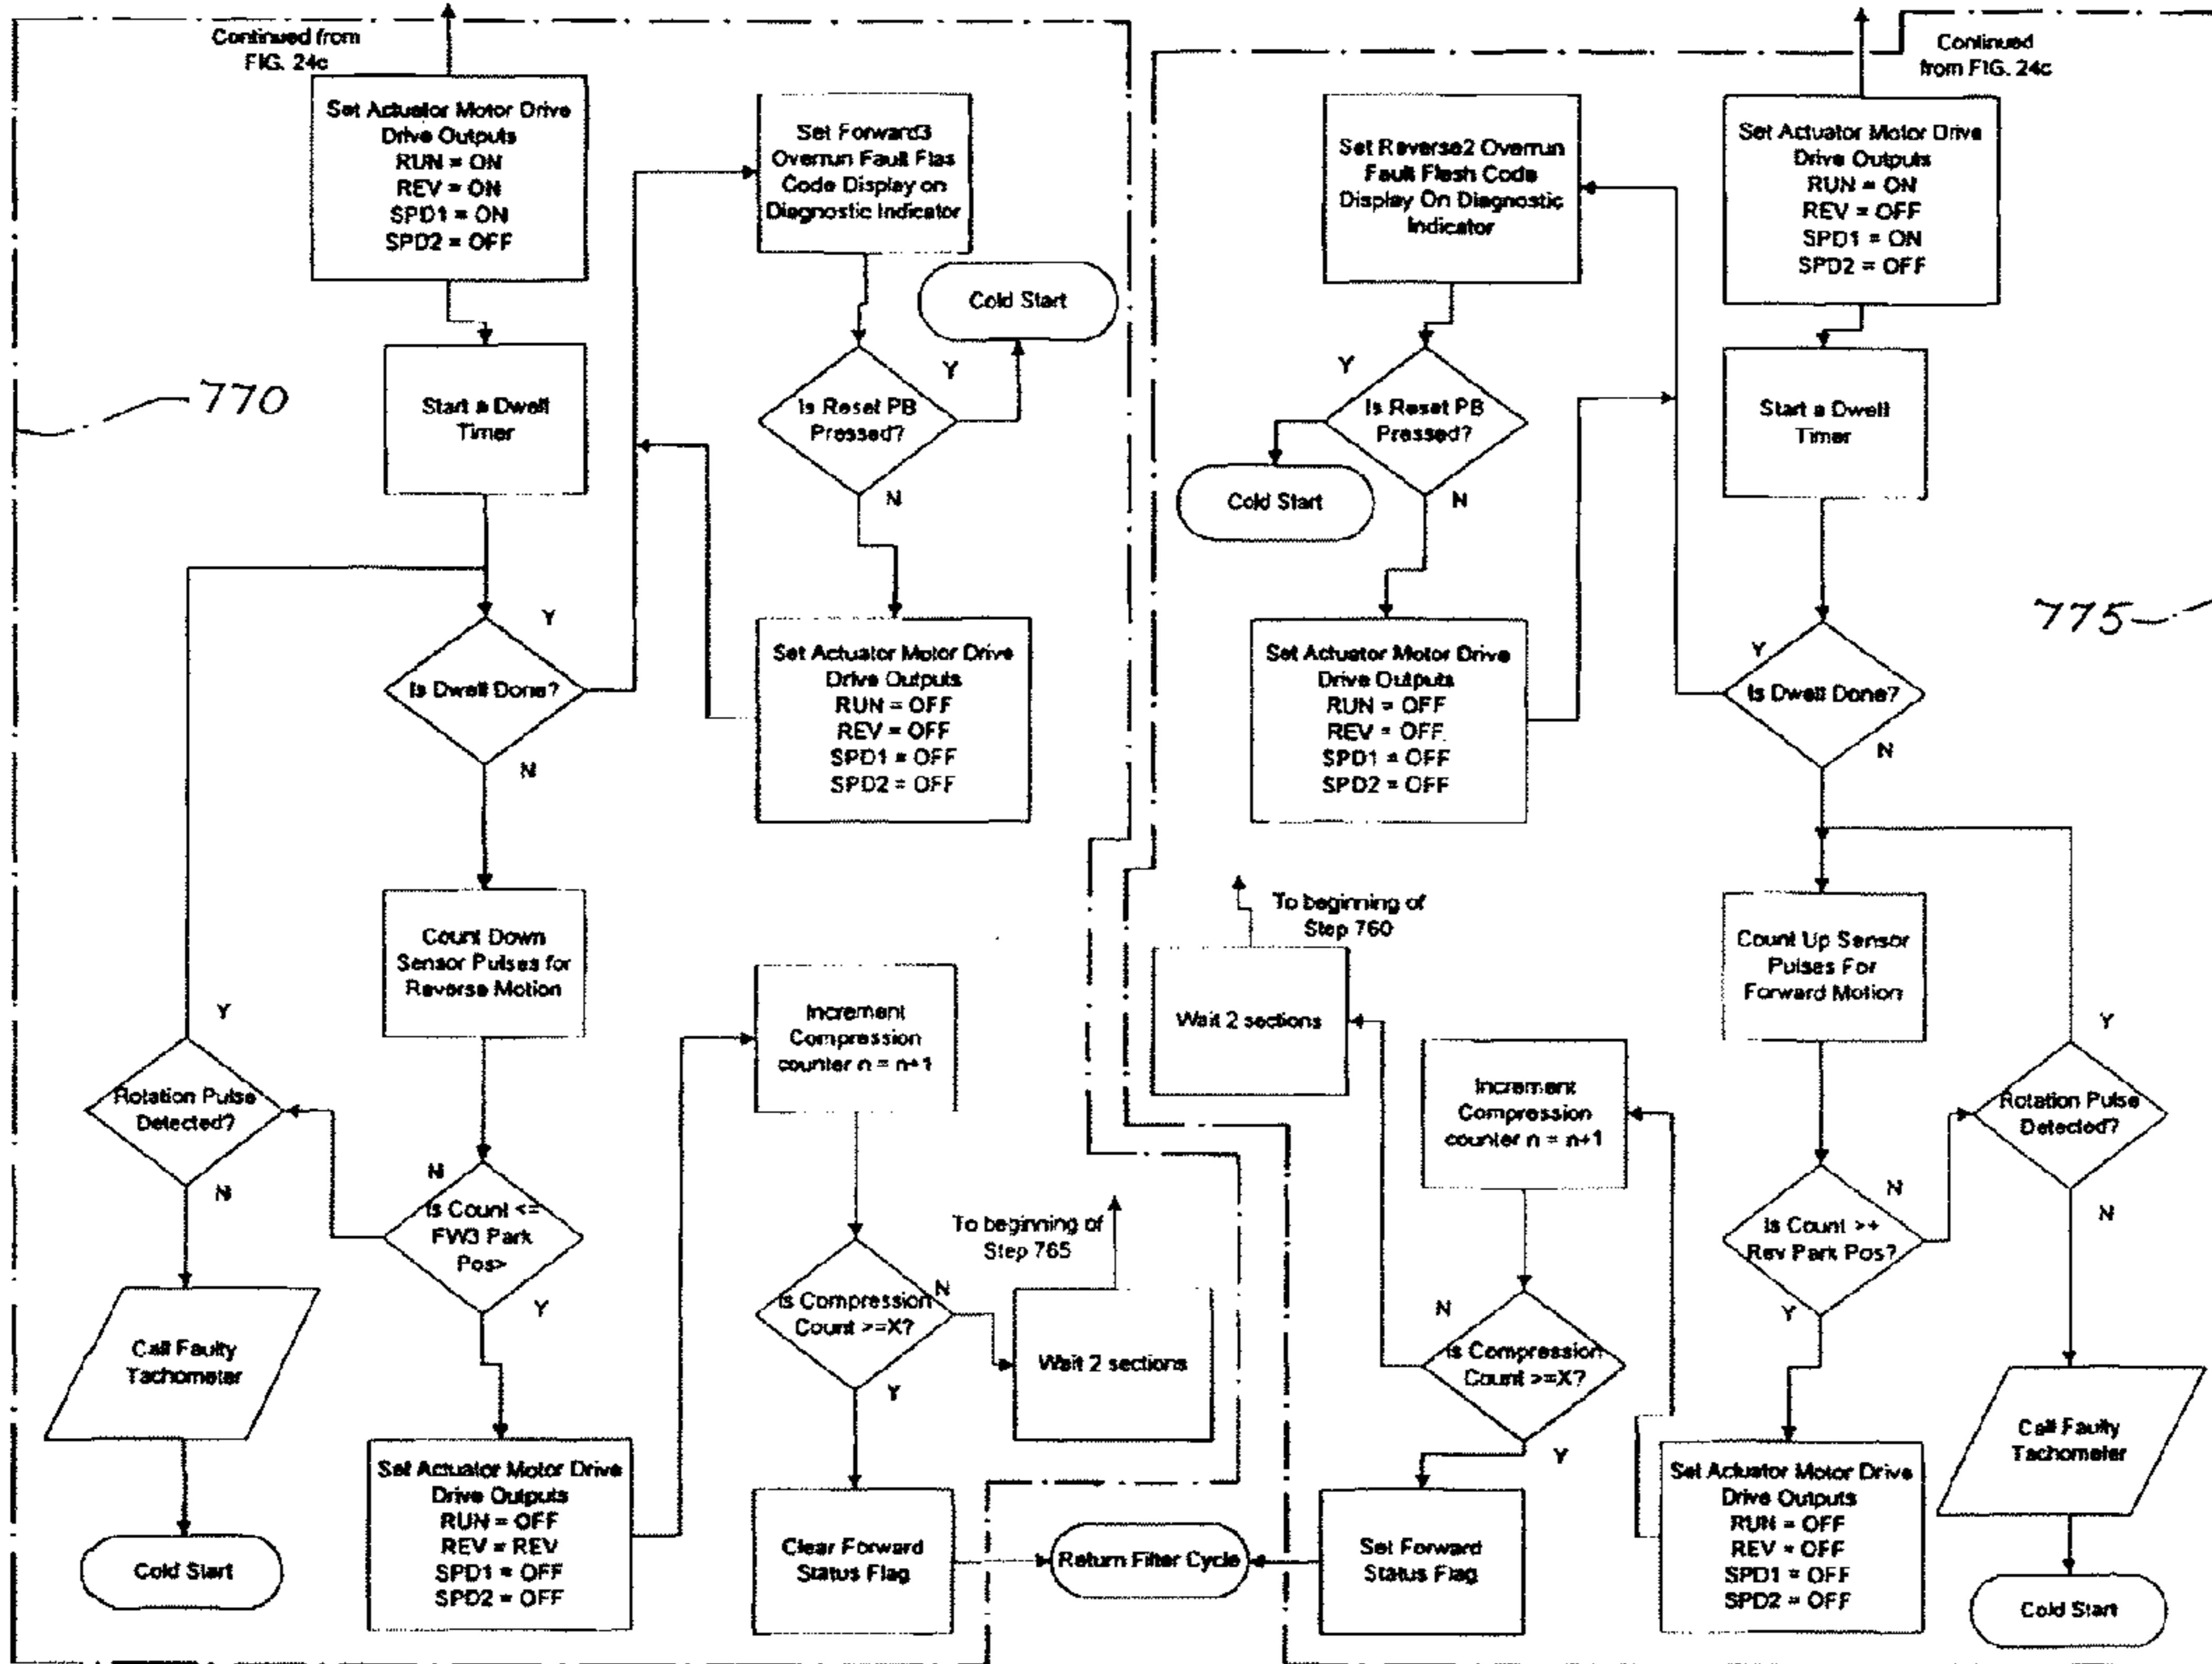 Continued from
FIG. 24c
Set Actuator Motor Drive
Drive Outputs
RUN = ON
REV = ON
SPD1 = ON
SPD2 = OFF
Start a Dwell
Timer
770
Is Dwell Done?
Y
N
Set Forward3
Overrun Fault Flas
Code Display on
Diagnostic Indicator
Cold Start
Is Reset PB
Pressed?
Y
N
Set Actuator Motor Drive
Drive Outputs
RUN = OFF
REV = OFF
SPD1 = OFF
SPD2 = OFF
Count Down
Sensor Pulses for
Reverse Motion
Y
Rotation Pulse
Detected?
N
N
Is Count <=
FW3 Park
Pos>
Y
Call Faulty
Tachometer
Cold Start
Set Actuator Motor Drive
Drive Outputs
RUN = OFF
REV = REV
SPD1 = OFF
SPD2 = OFF
Increment
Compression
counter n = n+1
Is Compression
Count >=X?
N
Y
To beginning of
Step 765
Wait 2 sections
Clear Forward
Status Flag
Return Filter Cycle
Continued
from FIG. 24c
Set Actuator Motor Drive
Drive Outputs
RUN = ON
REV = OFF
SPD1 = ON
SPD2 = OFF
Set Reverse2 Overrun
Fault Flesh Code
Display On Diagnostic
Indicator
Start a Dwell
Timer
Y
Is Reset PB
Pressed?
N
Cold Start
775
Y
Is Dwell Done?
N
Set Actuator Motor Drive
Drive Outputs
RUN = OFF
REV = OFF
SPD1 = OFF
SPD2 = OFF
To beginning of
Step 760
Wait 2 sections
Count Up Sensor
Pulses For
Forward Motion
Y
Rotation Pulse
Detected?
N
Increment
Compression
counter n = n+1
Is Count >+
Rev Park Pos?
N
Y
N
Is Compression
Count >=X?
Y
Call Faulty
Tachometer
Set Actuator Motor Drive
Drive Outputs
RUN = OFF
REV = OFF
SPD1 = OFF
SPD2 = OFF
Set Forward
Status Flag
Cold Start